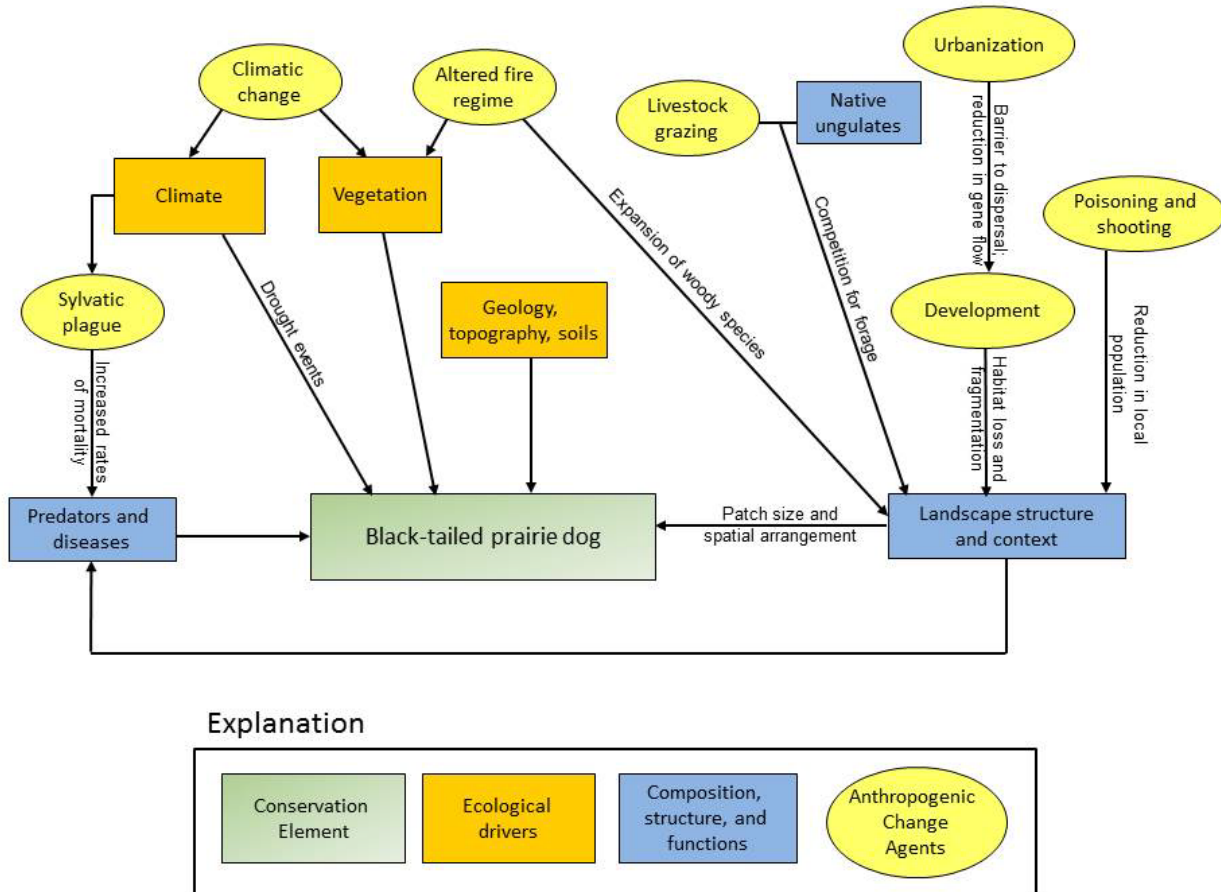 Urbanization
Climatic
change
Altered fire
regime
Livestock
grazing
Native
ungulates
Barrier to dispersal;
reduction in gene flow
Climate
Vegetation
Poisoning and
shooting
Expansion of woody species
Competition for forage
Sylvatic
plague
Drought events
Geology,
topography, soils
Development
Reduction in local
population
Increased rates
of mortality
Habitat loss and
fragmentation
Predators and
diseases
Black-tailed prairie dog
Patch size and
spatial arrangement
Landscape structure
and context
Explanation
Conservation
Element
Ecological
drivers
Composition,
structure, and
functions
Anthropogenic
Change
Agents